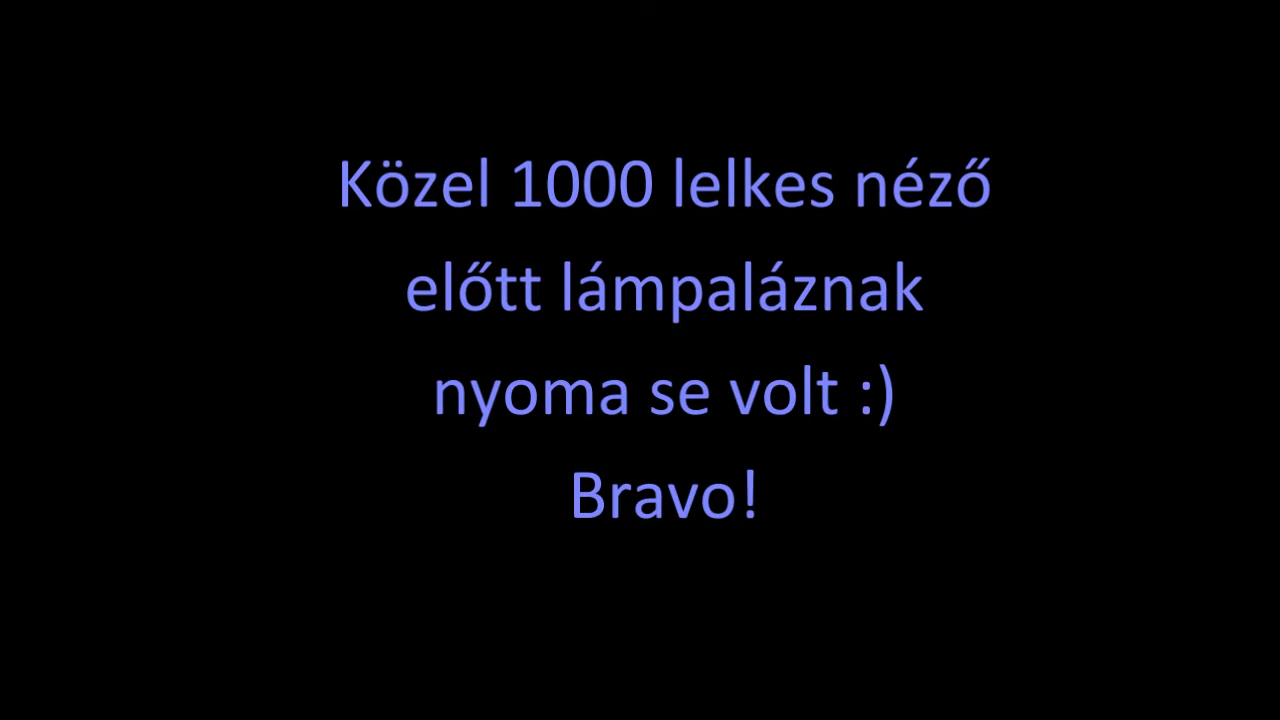 Közel 1000 lelkes néző
előtt lámpaláznak
nyoma se volt :)
Bravo!